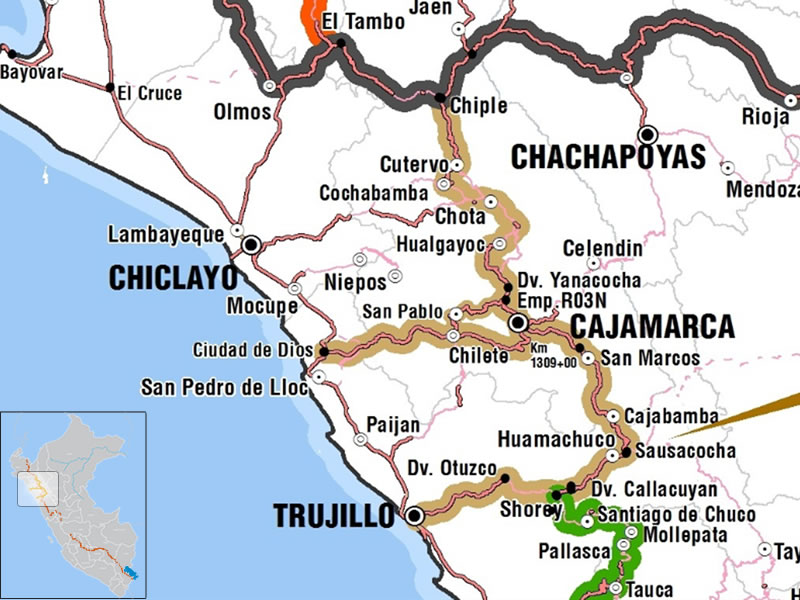 Jaen
El Tambo
Bayovar
El Cruce
Olmos
Chiple
Rioja
CHACHAPOYAS
Cutervo
Cochabamba
Mendoza
Chota
Lambayeque
Hualgayoc
Celendin
CHICLAYO
Niepos
Dv. Yanacocha
Emp. R03N
Mocupe
San Pablo
CAJAMARCA
Ciudad de Dios
Chilete
Km
1309+00
San Marcos
San Pedro de Lloc
Paijan
Cajabamba
Huamachuco
Sausacocha
Dv. Otuzco
Dv. Callacuyan
TRUJILLO
Shorey
Santiago de Chuco
Mollepata
Pallasca
Tay
Tauca
H